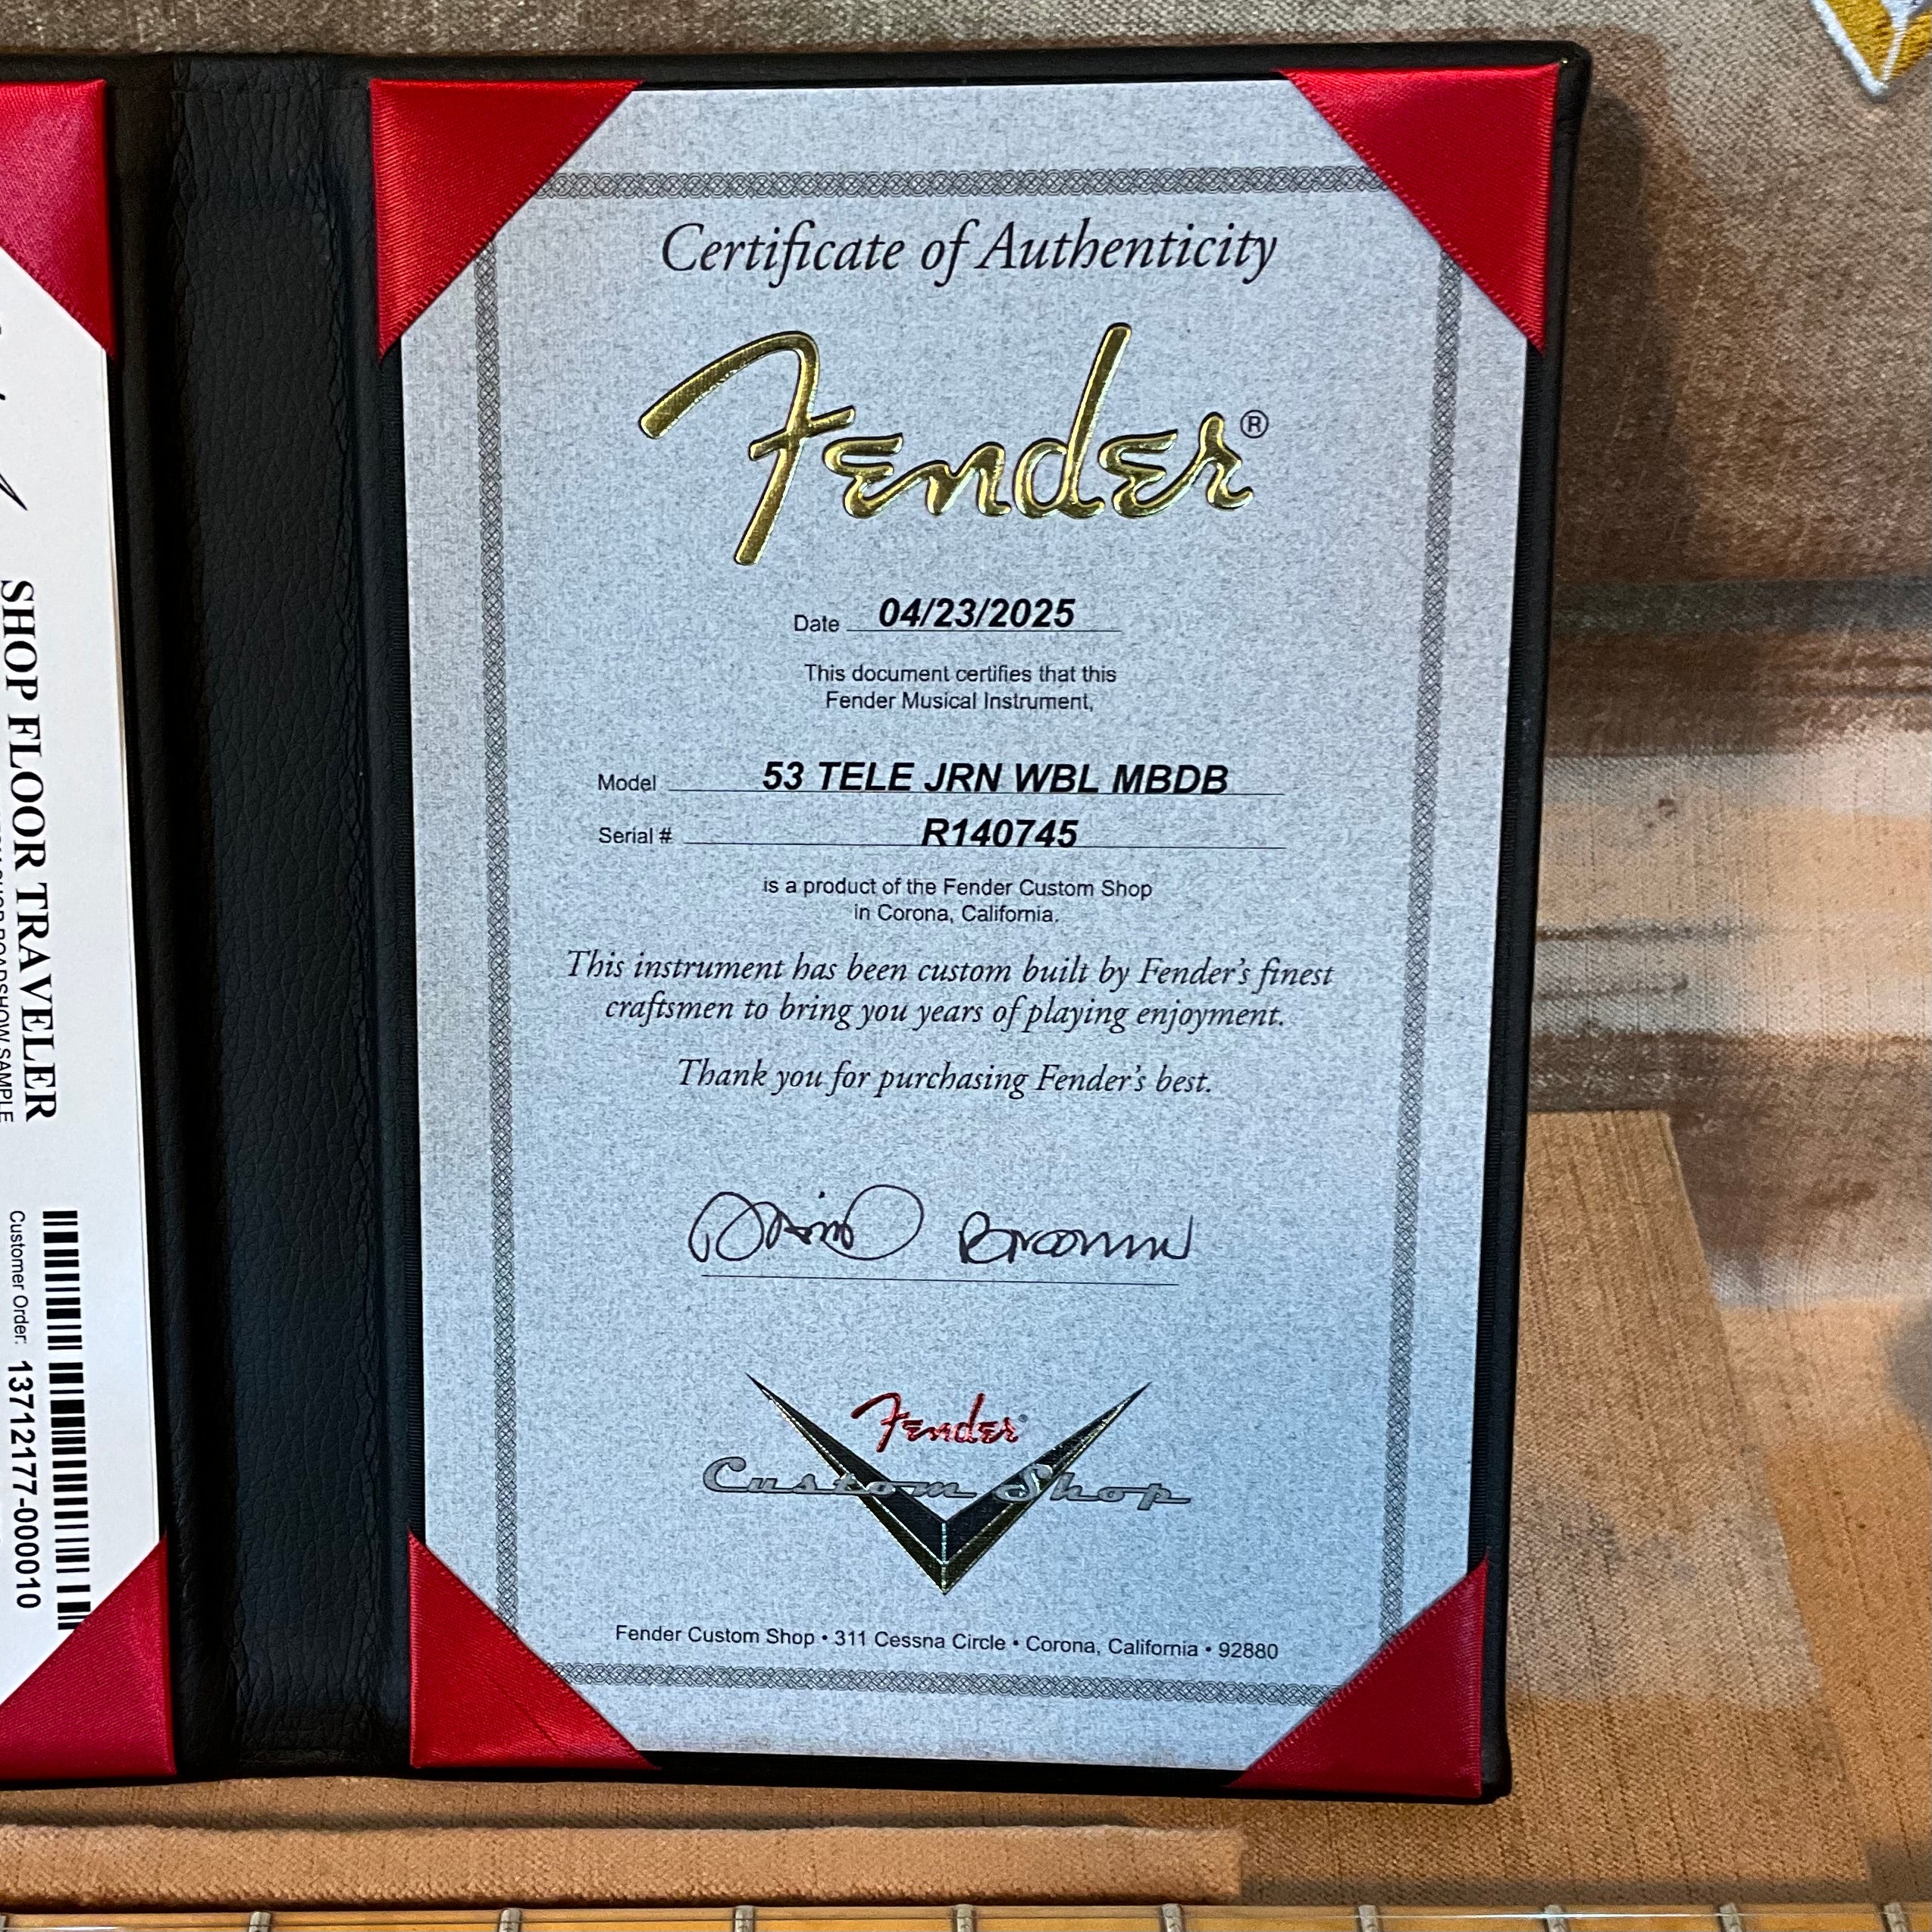 SHOP FLOOR TRAVELER
ROADSHOW SAMPLE
Customer Order: 13712177-000010
Certificate of Authenticity
Fender®
Date 04/23/2025
This document certifies that this
Fender Musical Instrument,
Model 53 TELE JRN WBL MBDB
Serial # R140745
is a product of the Fender Custom Shop
in Corona, California.
This instrument has been custom built by Fender's finest
craftsmen to bring you years of playing enjoyment.
Thank you for purchasing Fender's best.
Fender
Custom Shop
Fender Custom Shop • 311 Cessna Circle • Corona, California • 92880